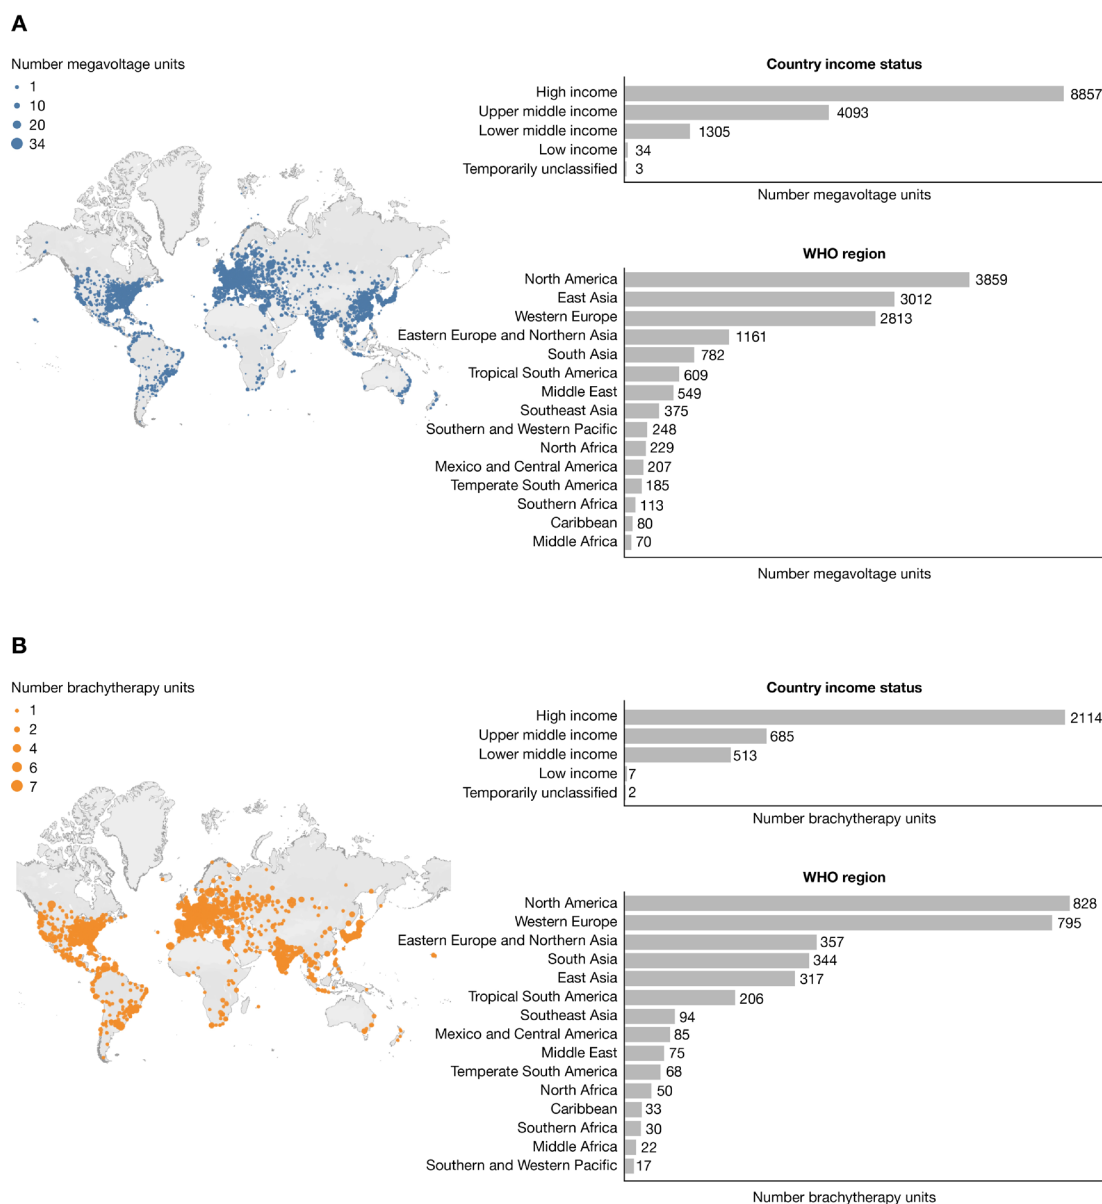 A
Number megavoltage units
1
10
20
34
Country income status
High income 8857
Upper middle income 4093
Lower middle income 1305
Low income 34
Temporarily unclassified 3
Number megavoltage units
WHO region
North America 3859
East Asia 3012
Western Europe 2813
Eastern Europe and Northern Asia 1161
South Asia 782
Tropical South America 609
Middle East 549
Southeast Asia 375
Southern and Western Pacific 248
North Africa 229
Mexico and Central America 207
Temperate South America 185
Southern Africa 113
Caribbean 80
Middle Africa 70
Number megavoltage units
B
Number brachytherapy units
1
2
4
6
7
Country income status
High income 2114
Upper middle income 685
Lower middle income 513
Low income 7
Temporarily unclassified 2
Number brachytherapy units
WHO region
North America 828
Western Europe 795
Eastern Europe and Northern Asia 357
South Asia 344
East Asia 317
Tropical South America 206
Southeast Asia 94
Mexico and Central America 85
Middle East 75
Temperate South America 68
North Africa 50
Caribbean 33
Southern Africa 30
Middle Africa 22
Southern and Western Pacific 17
Number brachytherapy units